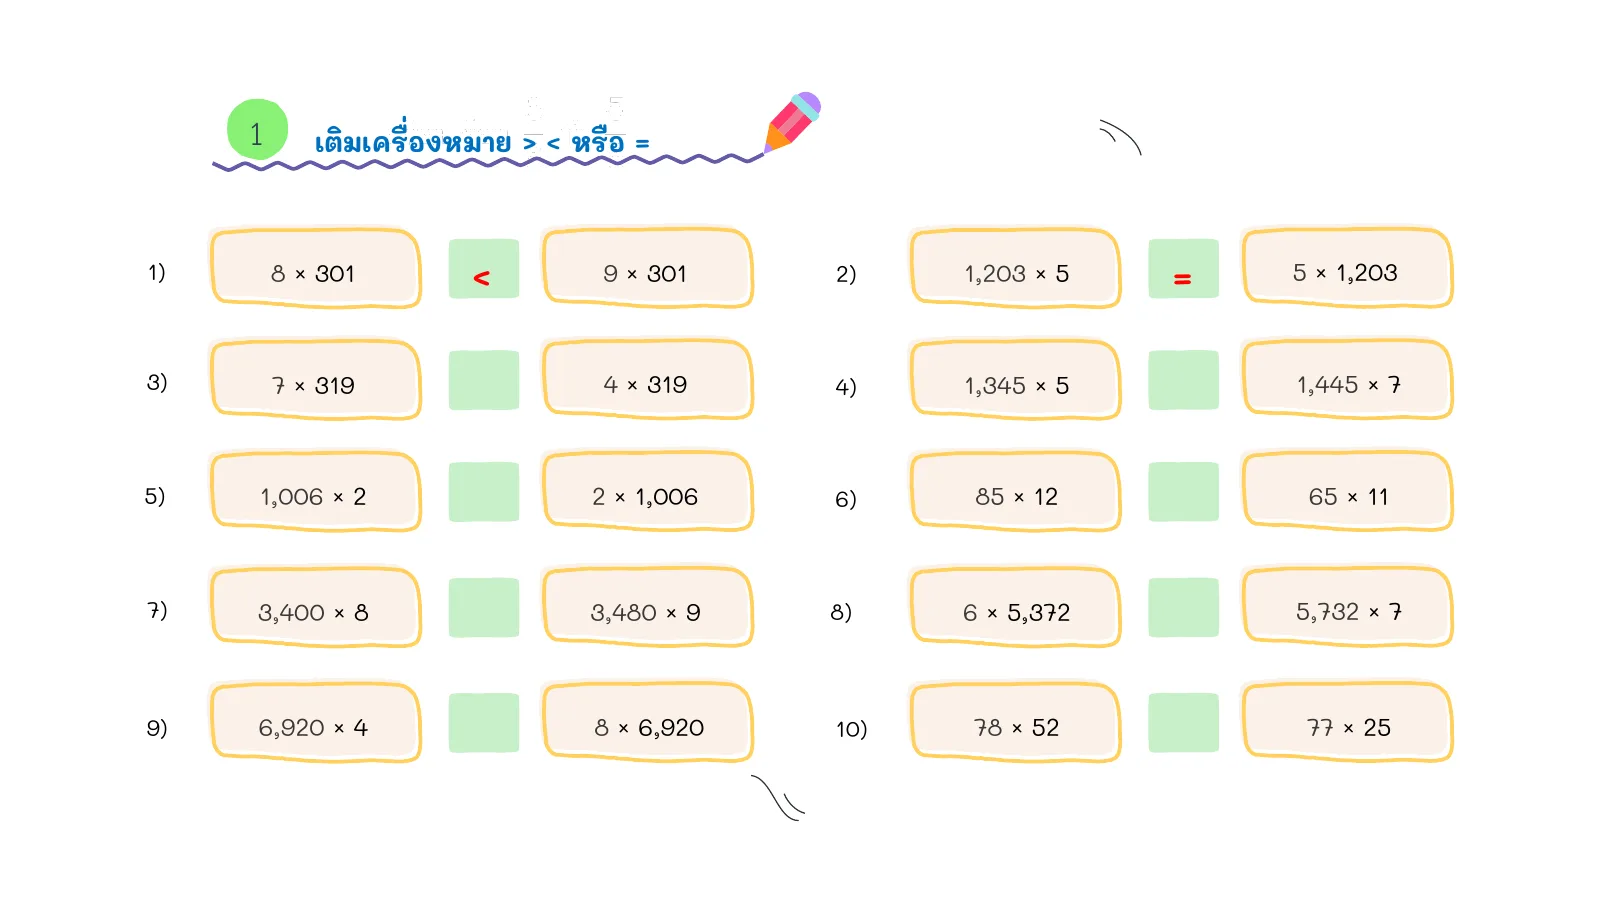 1
เติมเครื่องหมาย > < หรือ =
1) 8 × 301 < 9 × 301
2) 1,203 × 5 = 5 × 1,203
3) 7 × 319 4 × 319
4) 1,345 × 5 1,445 × 7
5) 1,006 × 2 2 × 1,006
6) 85 × 12 65 × 11
7) 3,400 × 8 3,480 × 9
8) 6 × 5,372 5,732 × 7
9) 6,920 × 4 8 × 6,920
10) 78 × 52 77 × 25